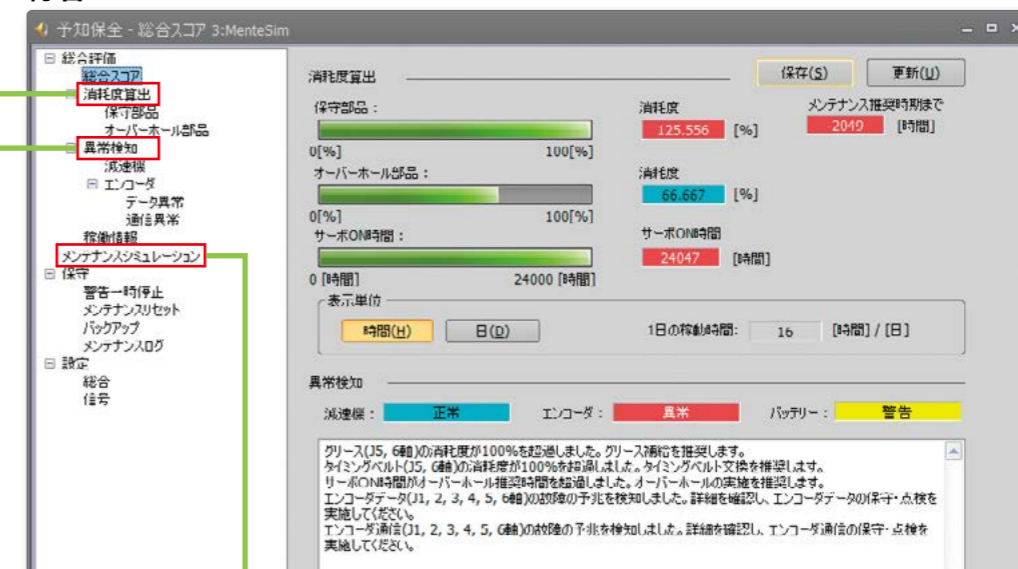 予知保全 - 総合スコア 3:MenteSim
総合評価
総合スコア
消耗度算出
保守部品
オーバーホール部品
異常検知
減速機
エンコーダ
データ異常
通信異常
稼働情報
メンテナンスシミュレーション
保守
警告一時停止
メンテナンスリセット
バックアップ
メンテナンスログ
設定
総合
信号
消耗度算出
保存(S)
更新(U)
保守部品：
消耗度
メンテナンス推奨時期まで
125.556 [%]
-2049 [時間]
0[%] 100[%]
オーバーホール部品：
消耗度
66.667 [%]
0[%] 100[%]
サーボON時間：
サーボON時間
24047 [時間]
0 [時間] 24000 [時間]
表示単位
時間(H) 日(D) 1日の稼動時間： 16 [時間] / [日]
異常検知
減速機： 正常 エンコーダ： 異常 バッテリー： 警告
グリース(J5, 6軸)の消耗度が100%を超過しました。グリース補給を推奨します。
タイミングベルト(J5, 6軸)の消耗度が100%を超過しました。タイミングベルト交換を推奨します。
サーボON時間がオーバーホール推奨時間を超過しました。オーバーホールの実施を推奨します。
エンコーダデータ(J1, 2, 3, 4, 5, 6軸)の故障の予兆を検知しました。詳細を確認し、エンコーダデータの保守・点検を
実施してください。
エンコーダ通信(J1, 2, 3, 4, 5, 6軸)の故障の予兆を検知しました。詳細を確認し、エンコーダ通信の保守・点検を
実施してください。